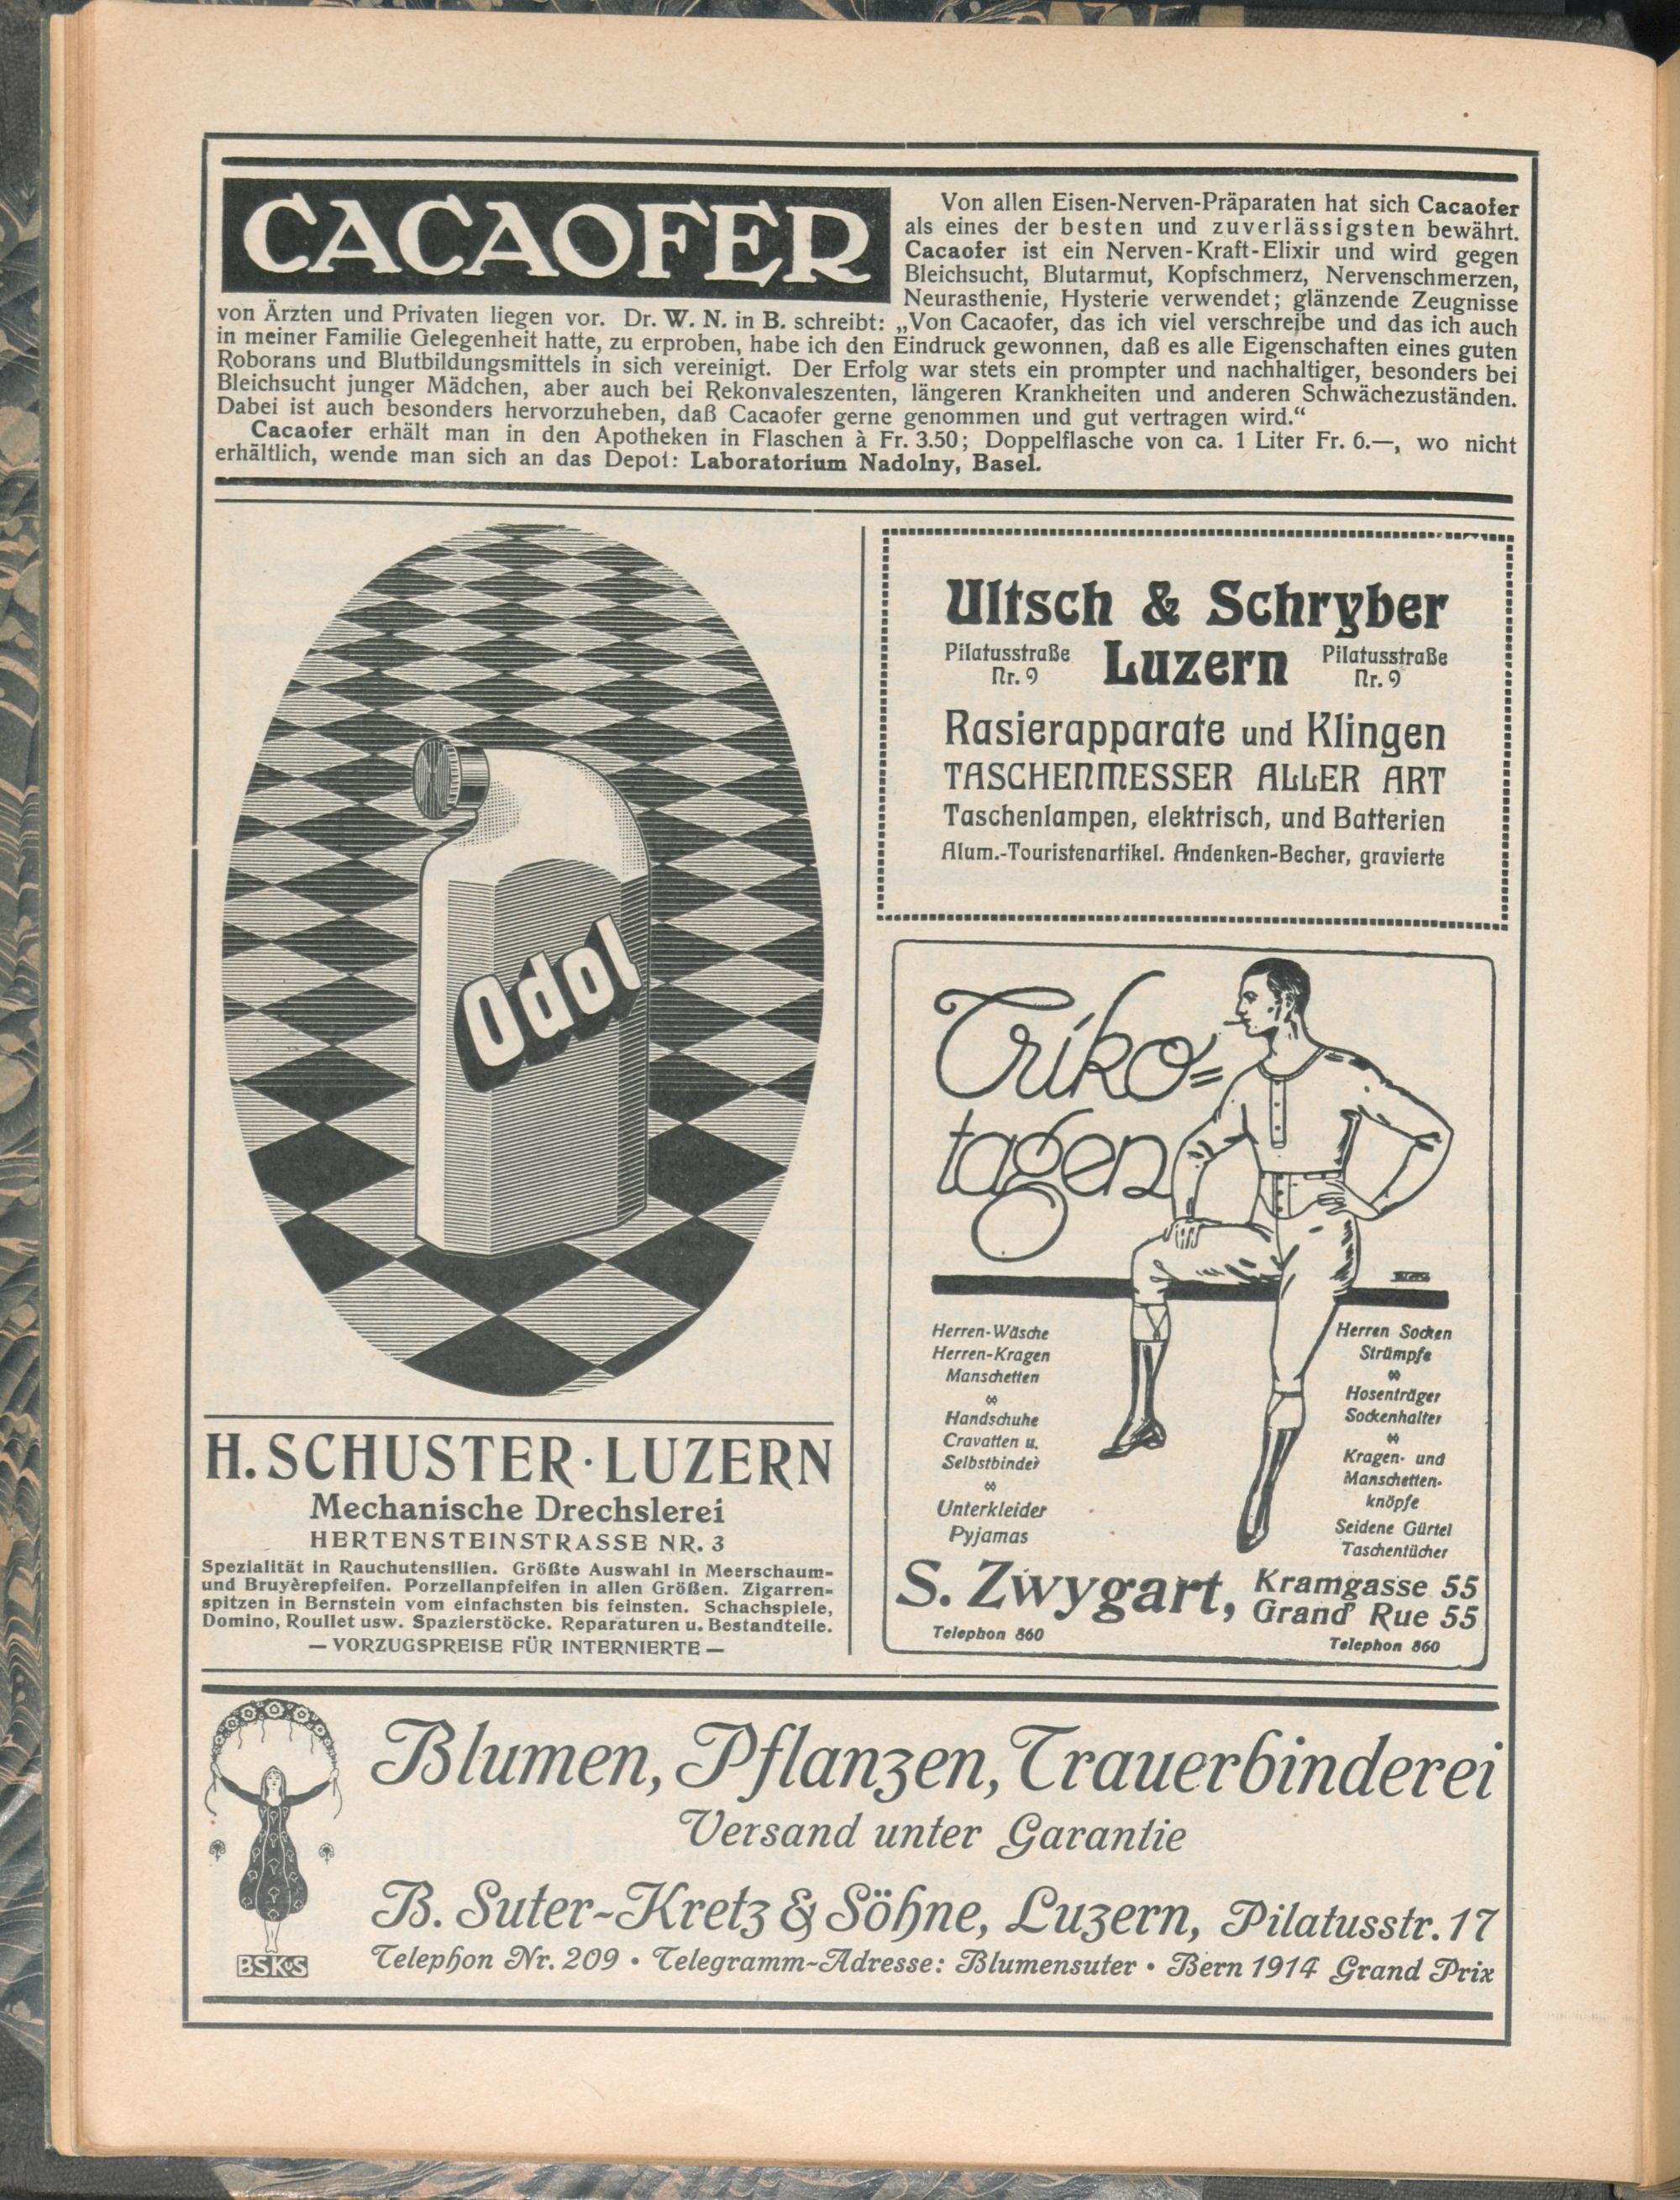 CACAOFER
Von allen Eisen-Nerven-Präparaten hat sich Cacaofer
als eines der besten und zuverlässigsten bewährt.
Cacaofer ist ein Nerven-Kraft-Elixir und wird gegen
Bleichsucht, Blutarmut, Kopfschmerz, Nervenschmerzen,
Neurasthenie, Hysterie verwendet; glänzende Zeugnisse
von Ärzten und Privaten liegen vor. Dr. W. N. in B. schreibt: „Von Cacaofer, das ich viel verschreibe und das ich auch
in meiner Familie Gelegenheit hatte, zu erproben, habe ich den Eindruck gewonnen, daß es alle Eigenschaften eines guten
Roborans und Blutbildungsmittels in sich vereinigt. Der Erfolg war stets ein prompter und nachhaltiger, besonders bei
Bleichsucht junger Mädchen, aber auch bei Rekonvaleszenten, längeren Krankheiten und anderen Schwächezuständen.
Dabei ist auch besonders hervorzuheben, daß Cacaofer gerne genommen und gut vertragen wird.“
Cacaofer erhält man in den Apotheken in Flaschen à Fr. 3.50; Doppelflasche von ca. 1 Liter Fr. 6.—, wo nicht
erhältlich, wende man sich an das Depot: Laboratorium Nadolny, Basel.
Odol
H. SCHUSTER · LUZERN
Mechanische Drechslerei
HERTENSTEINSTRASSE NR. 3
Spezialität in Rauchutensilien. Größte Auswahl in Meerschaum-
und Bruyèrepfeifen. Porzellanpfeifen in allen Größen. Zigarren-
spitzen in Bernstein vom einfachsten bis feinsten. Schachspiele,
Domino, Roullet usw. Spazierstöcke. Reparaturen u. Bestandteile.
— VORZUGSPREISE FÜR INTERNIERTE —
Ultsch & Schryber
Pilatusstraße Nr. 9 Luzern Pilatusstraße Nr. 9
Rasierapparate und Klingen
TASCHENMESSER ALLER ART
Taschenlampen, elektrisch, und Batterien
Alum.-Touristenartikel. Andenken-Becher, gravierte
Triko=
tagen
Herren-Wäsche
Herren-Kragen
Manschetten
Handschuhe
Cravatten u.
Selbstbinder
Unterkleider
Pyjamas
Herren Socken
Strümpfe
Hosenträger
Sockenhalter
Kragen- und
Manschetten-
knöpfe
Seidene Gürtel
Taschentücher
S. Zwygart, Kramgasse 55
Grand' Rue 55
Telephon 860
Telephon 860
Blumen, Pflanzen, Trauerbinderei
Versand unter Garantie
B. Suter-Kretz & Söhne, Luzern, Pilatusstr. 17
Telephon Nr. 209 • Telegramm-Adresse: Blumensuter • Bern 1914 Grand Prix
BSK&S